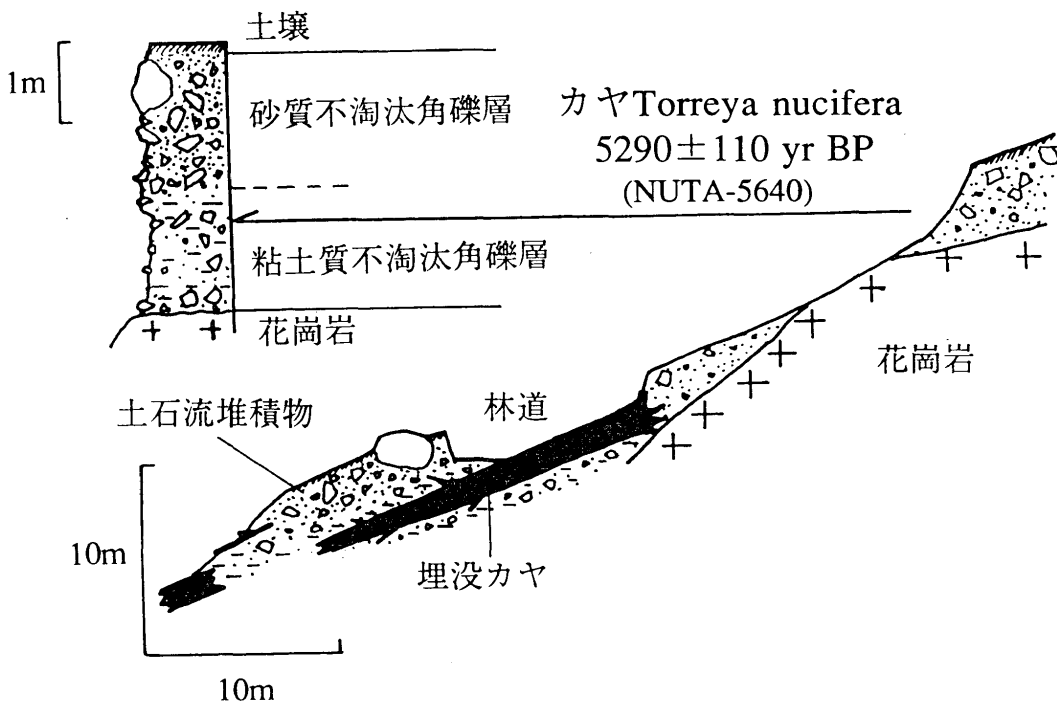 土壌
1m
砂質不淘汰角礫層
カヤTorreya nucifera
5290±110 yr BP
(NUTA-5640)
粘土質不淘汰角礫層
花崗岩
花崗岩
土石流堆積物
林道
10m
埋没カヤ
10m